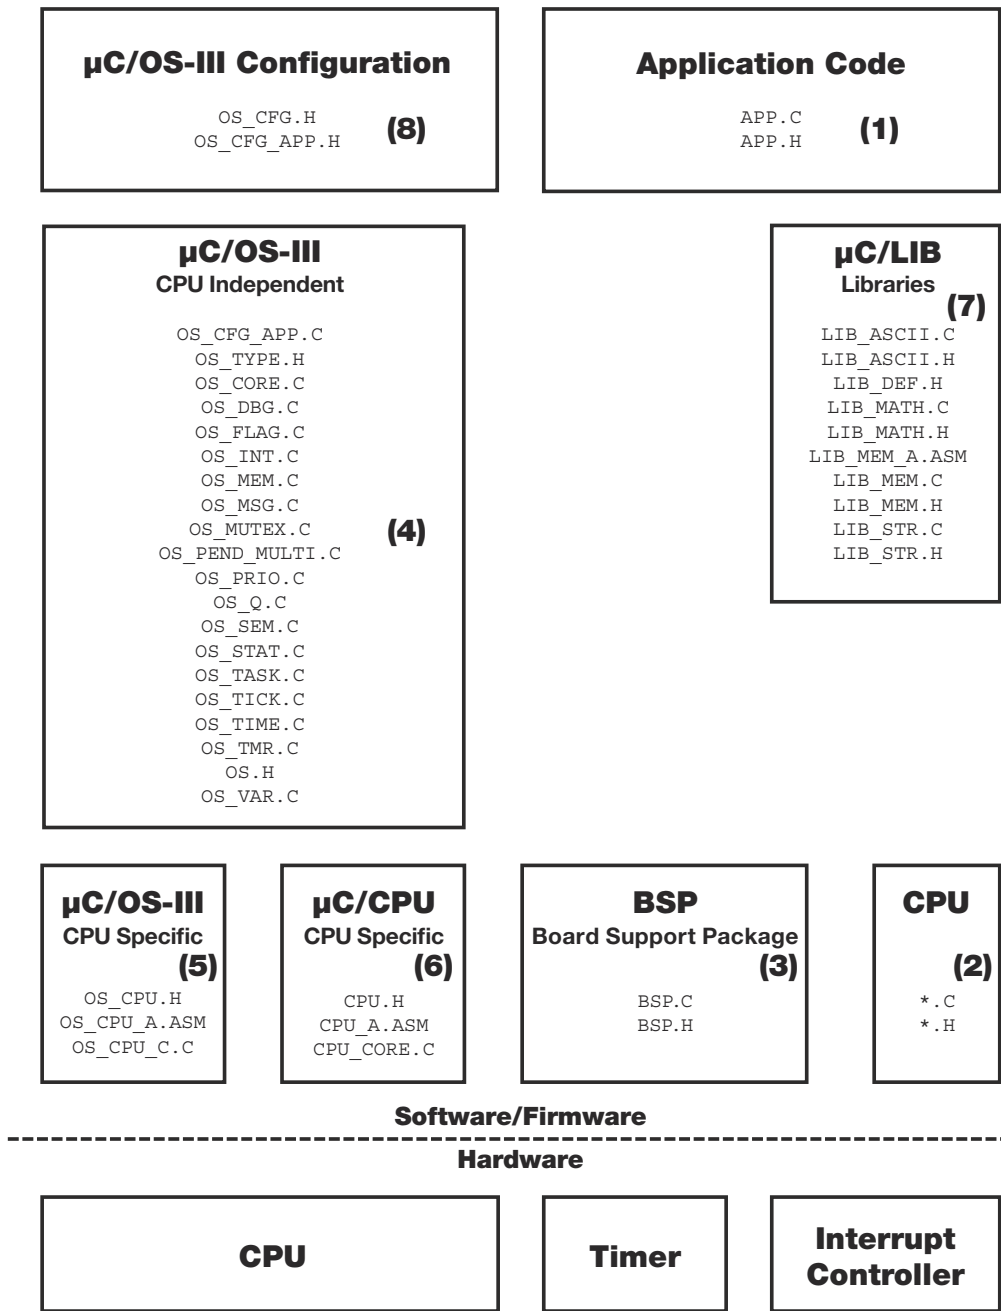 µC/OS-III Configuration
OS_CFG.H
OS_CFG_APP.H
(8)
Application Code
APP.C
APP.H
(1)
µC/OS-III
CPU Independent
OS_CFG_APP.C
OS_TYPE.H
OS_CORE.C
OS_DBG.C
OS_FLAG.C
OS_INT.C
OS_MEM.C
OS_MSG.C
OS_MUTEX.C
OS_PEND_MULTI.C
OS_PRIO.C
OS_Q.C
OS_SEM.C
OS_STAT.C
OS_TASK.C
OS_TICK.C
OS_TIME.C
OS_TMR.C
OS.H
OS_VAR.C
(4)
µC/LIB
Libraries
(7)
LIB_ASCII.C
LIB_ASCII.H
LIB_DEF.H
LIB_MATH.C
LIB_MATH.H
LIB_MEM_A.ASM
LIB_MEM.C
LIB_MEM.H
LIB_STR.C
LIB_STR.H
µC/OS-III
CPU Specific
(5)
OS_CPU.H
OS_CPU_A.ASM
OS_CPU_C.C
µC/CPU
CPU Specific
(6)
CPU.H
CPU_A.ASM
CPU_CORE.C
BSP
Board Support Package
(3)
BSP.C
BSP.H
CPU
(2)
*.C
*.H
Software/Firmware
Hardware
CPU
Timer
Interrupt
Controller